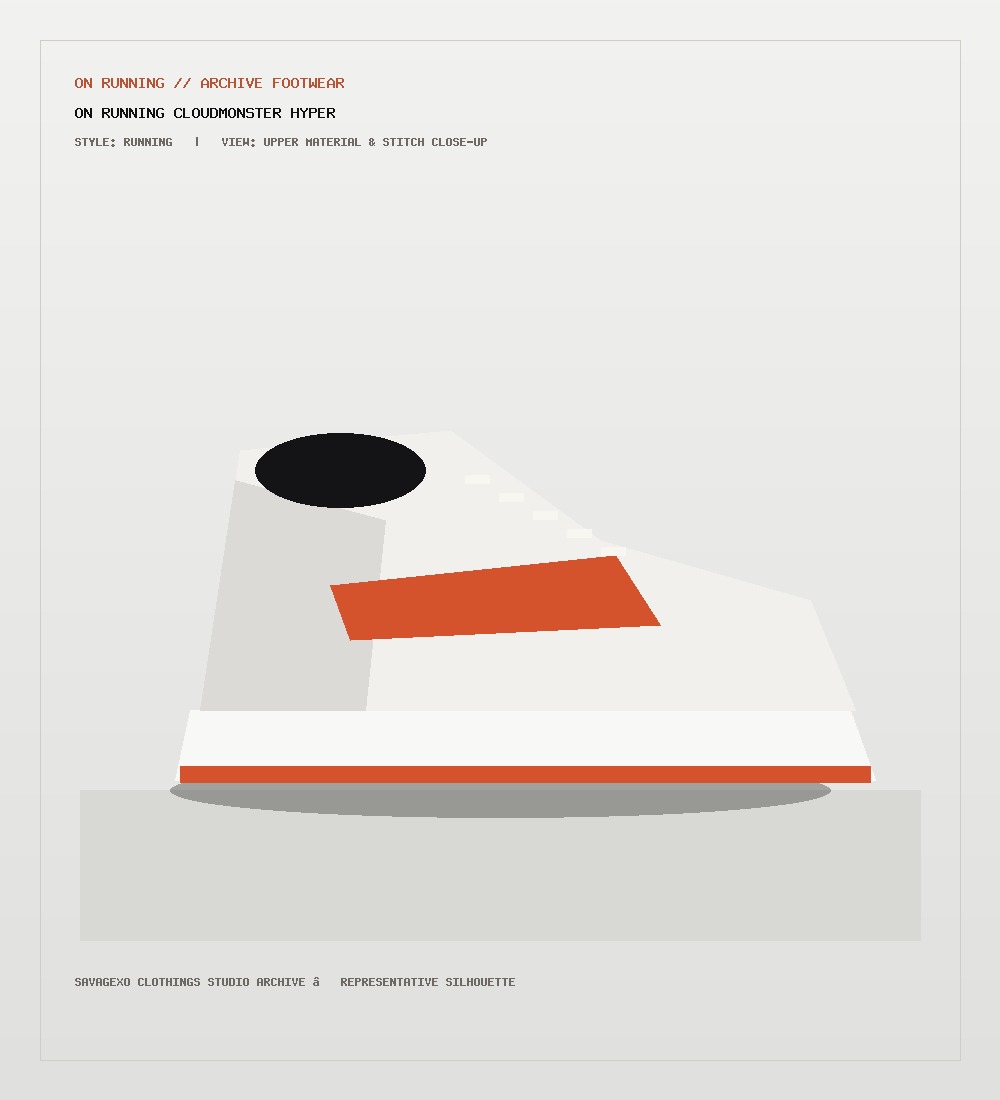 ON RUNNING // ARCHIVE FOOTWEAR
ON RUNNING CLOUDMONSTER HYPER
STYLE: RUNNING | VIEW: UPPER MATERIAL & STITCH CLOSE-UP
SAVAGEXO CLOTHINGS STUDIO ARCHIVE â REPRESENTATIVE SILHOUETTE